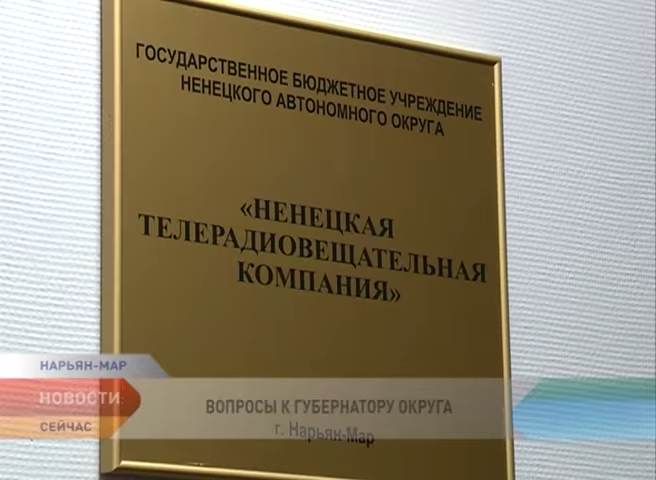 ГОСУДАРСТВЕННОЕ БЮДЖЕТНОЕ УЧРЕЖДЕНИЕ
НЕНЕЦКОГО АВТОНОМНОГО ОКРУГА
«НЕНЕЦКАЯ
ТЕЛЕРАДИОВЕЩАТЕЛЬНАЯ
КОМПАНИЯ»
НАРЬЯН-МАР
НОВОСТИ
СЕЙЧАС
ВОПРОСЫ К ГУБЕРНАТОРУ ОКРУГА
г. Нарьян-Мар